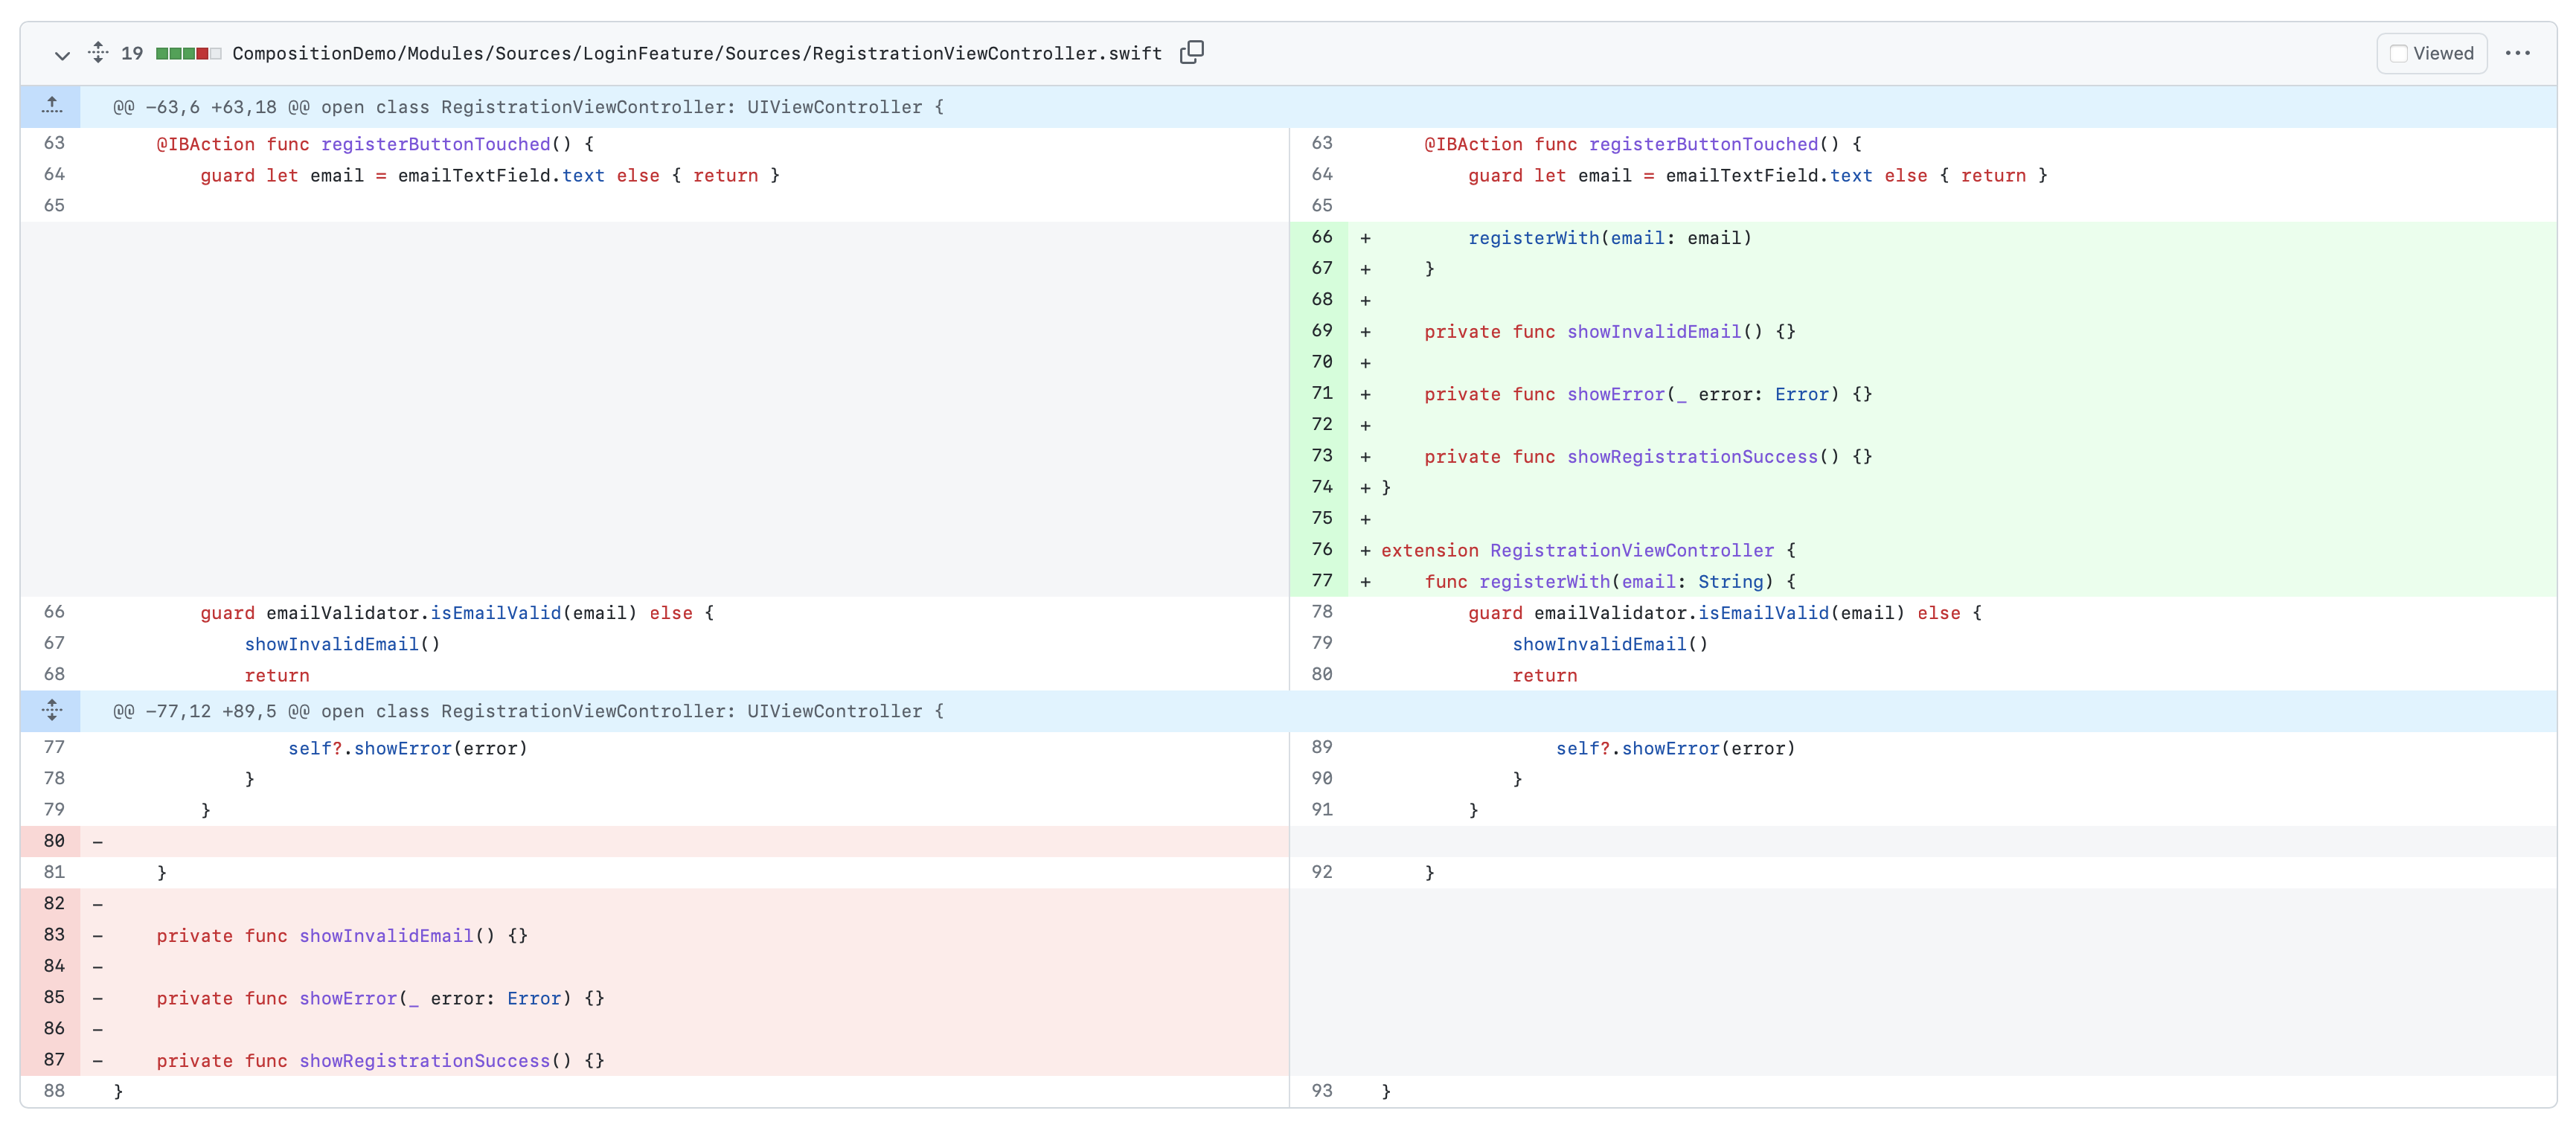 19 CompositionDemo/Modules/Sources/LoginFeature/Sources/RegistrationViewController.swift Viewed
@@ -63,6 +63,18 @@ open class RegistrationViewController: UIViewController {
63 @IBAction func registerButtonTouched() { 63 @IBAction func registerButtonTouched() {
64 guard let email = emailTextField.text else { return } 64 guard let email = emailTextField.text else { return }
65 65
66 + registerWith(email: email)
67 + }
68 +
69 + private func showInvalidEmail() {}
70 +
71 + private func showError(_ error: Error) {}
72 +
73 + private func showRegistrationSuccess() {}
74 + }
75 +
76 + extension RegistrationViewController {
77 + func registerWith(email: String) {
66 guard emailValidator.isEmailValid(email) else { 78 guard emailValidator.isEmailValid(email) else {
67 showInvalidEmail() 79 showInvalidEmail()
68 return 80 return
@@ -77,12 +89,5 @@ open class RegistrationViewController: UIViewController {
77 self?.showError(error) 89 self?.showError(error)
78 } 90 }
79 } 91 }
80 -
81 } 92 }
82 -
83 - private func showInvalidEmail() {}
84 -
85 - private func showError(_ error: Error) {}
86 -
87 - private func showRegistrationSuccess() {}
88 } 93 }